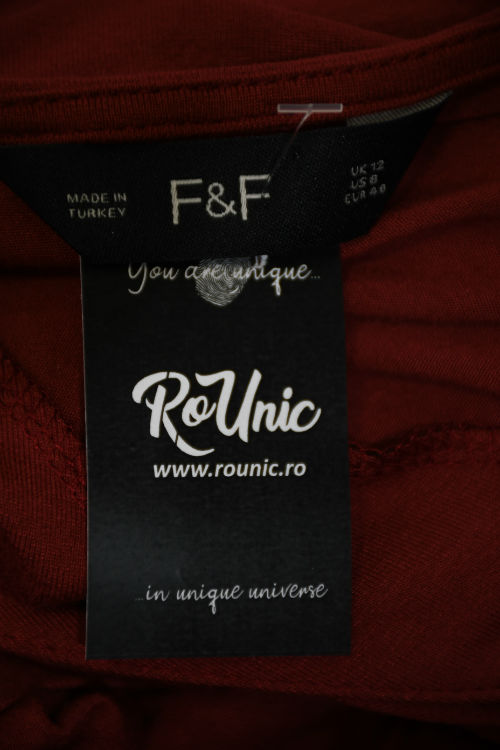 MADE IN
TURKEY
F&F
UK 12
US 8
EUR 40
You are unique...
RoUnic
www.rounic.ro
...in unique universe